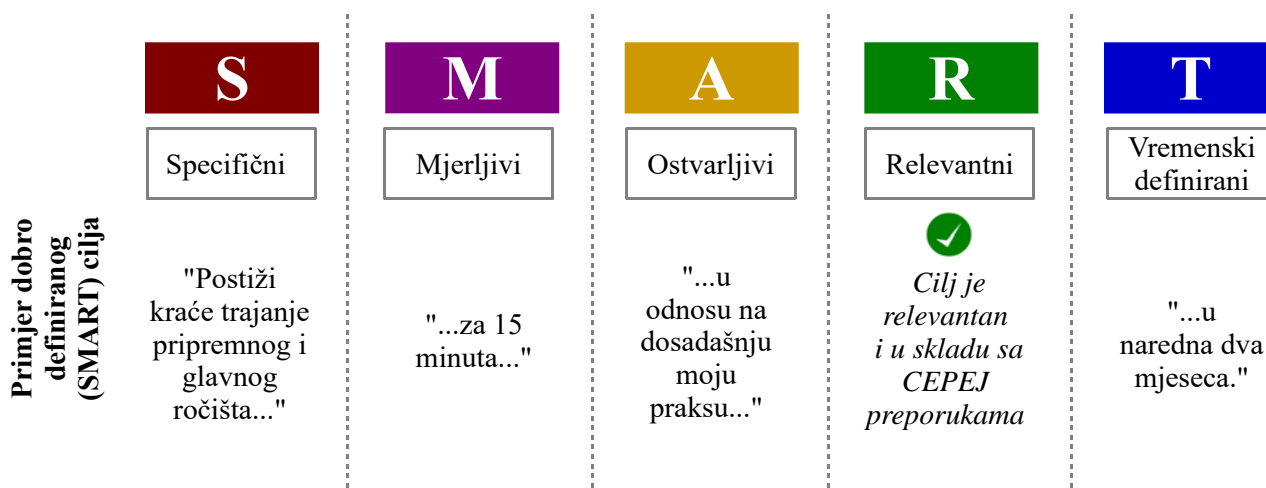 S
M
A
R
T
Specifični
Mjerljivi
Ostvarljivi
Relevantni
Vremenski
definirani
Primjer dobro
definiranog
(SMART) cilja
"Postiži
kraće trajanje
pripremnog i
glavnog
ročišta..."
"...za 15
minuta..."
"...u
odnosu na
dosadašnju
moju
praksu..."
Cilj je
relevantan
i u skladu sa
CEPEJ
preporukama
"...u
naredna dva
mjeseca."